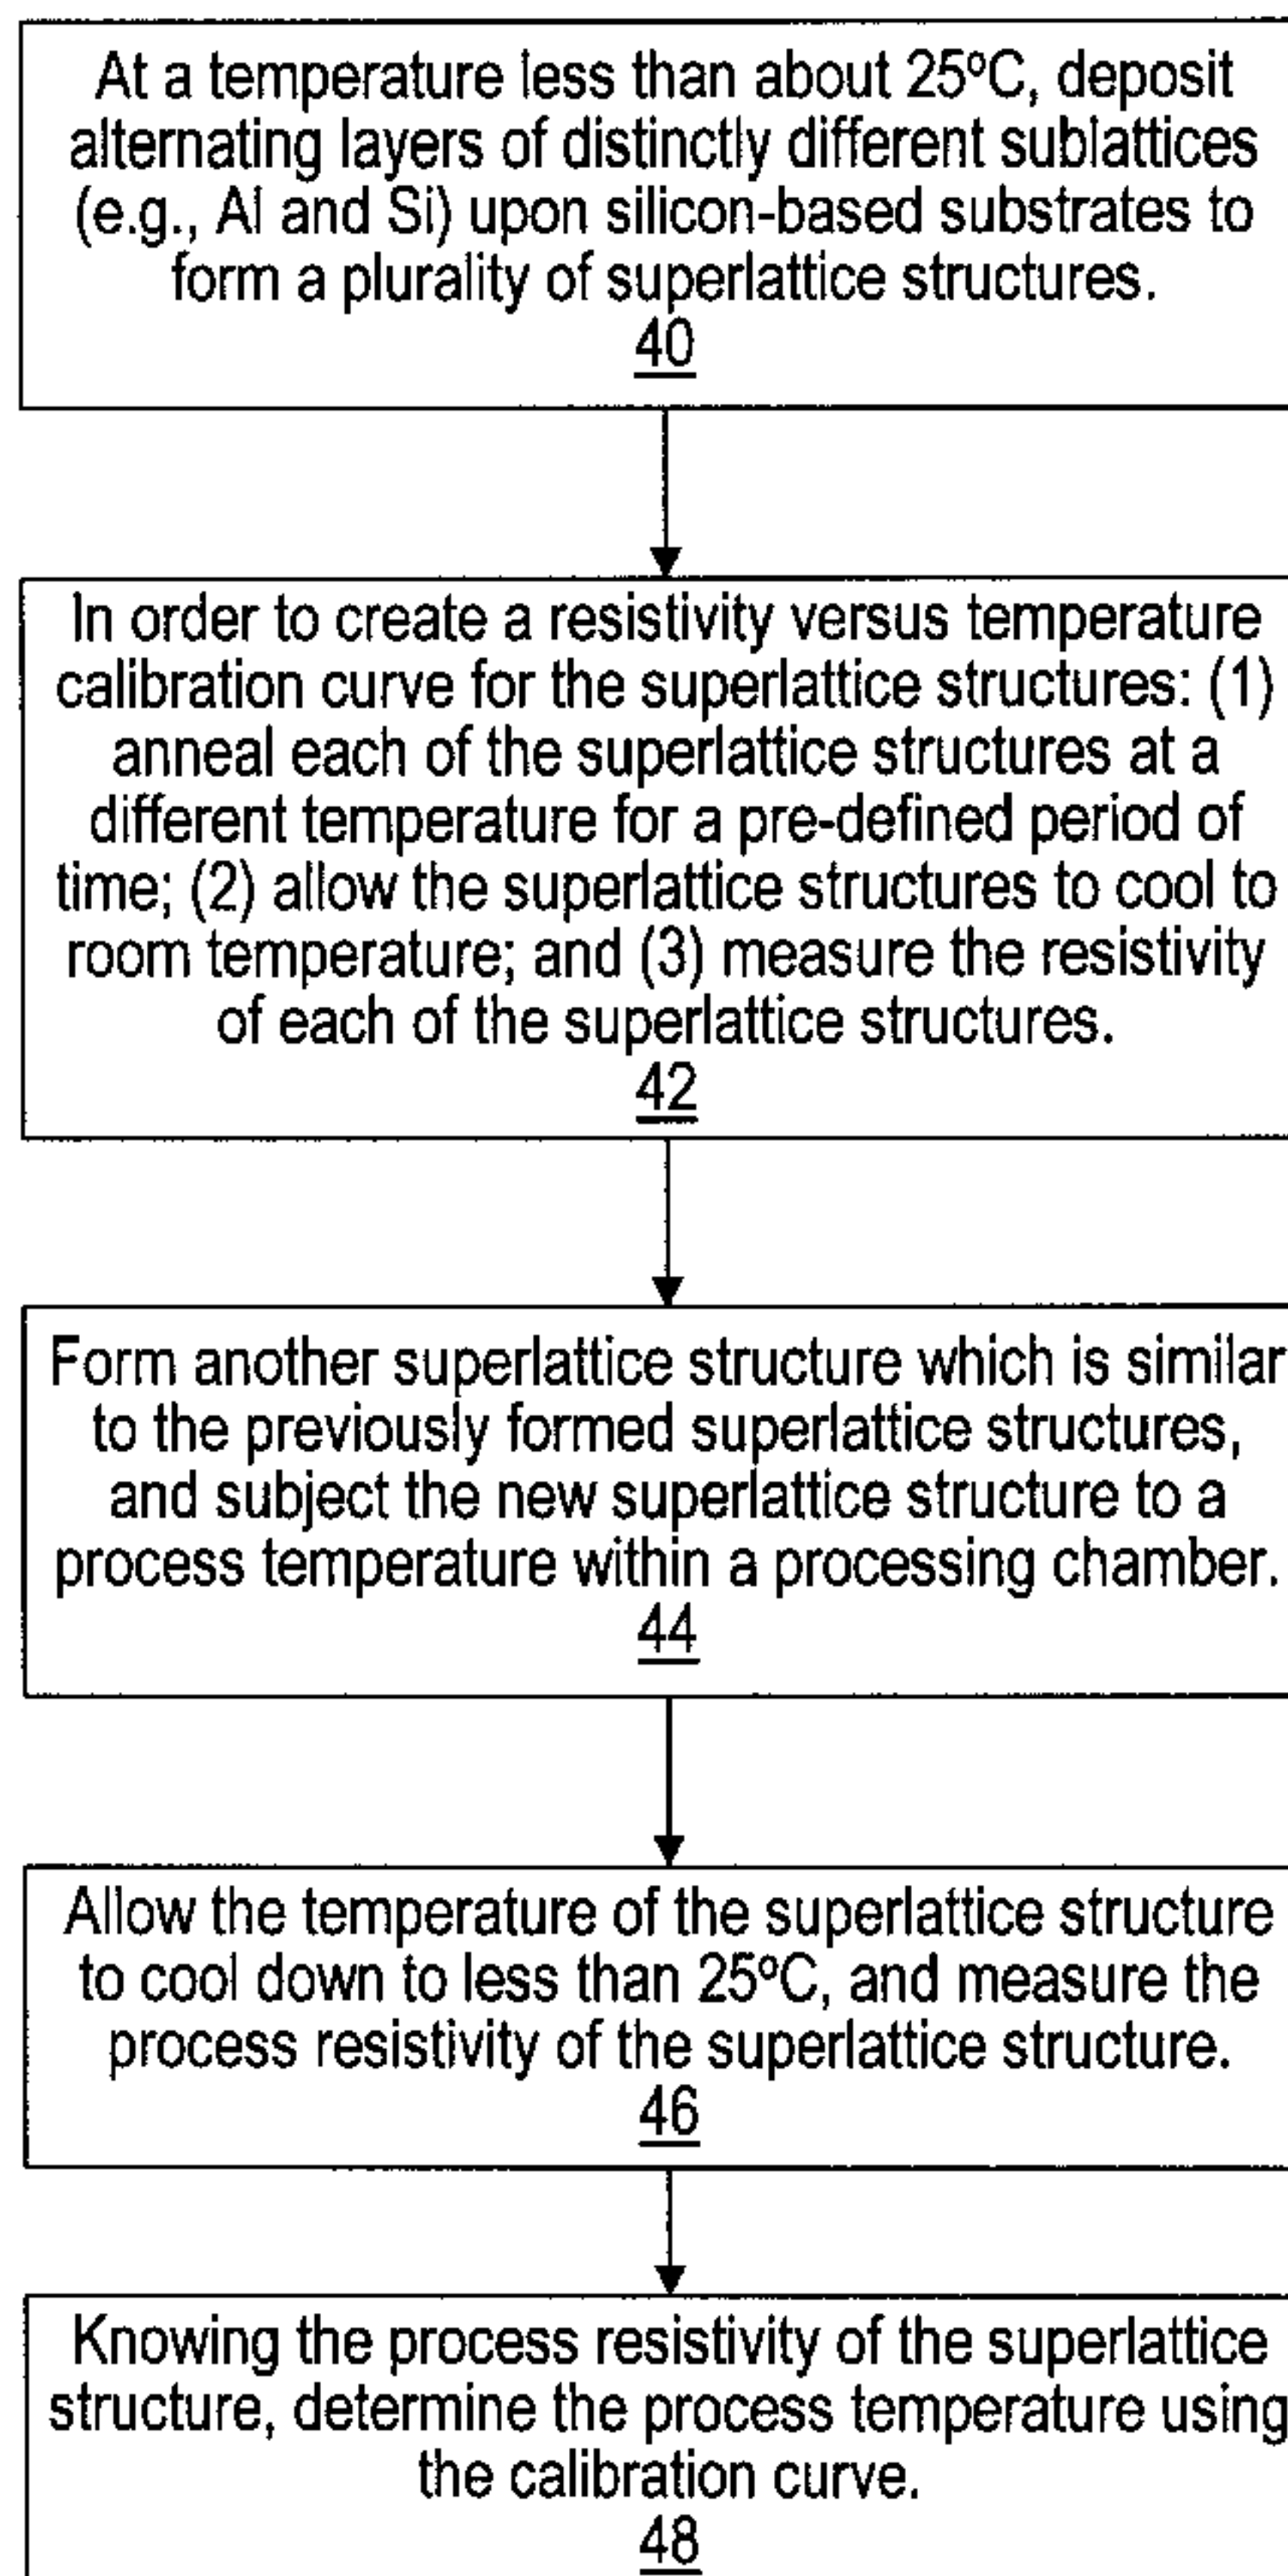 At a temperature less than about 25ºC, deposit
alternating layers of distinctly different sublattices
(e.g., Al and Si) upon silicon-based substrates to
form a plurality of superlattice structures.
40
In order to create a resistivity versus temperature
calibration curve for the superlattice structures: (1)
anneal each of the superlattice structures at a
different temperature for a pre-defined period of
time; (2) allow the superlattice structures to cool to
room temperature; and (3) measure the resistivity
of each of the superlattice structures.
42
Form another superlattice structure which is similar
to the previously formed superlattice structures,
and subject the new superlattice structure to a
process temperature within a processing chamber.
44
Allow the temperature of the superlattice structure
to cool down to less than 25ºC, and measure the
process resistivity of the superlattice structure.
46
Knowing the process resistivity of the superlattice
structure, determine the process temperature using
the calibration curve.
48